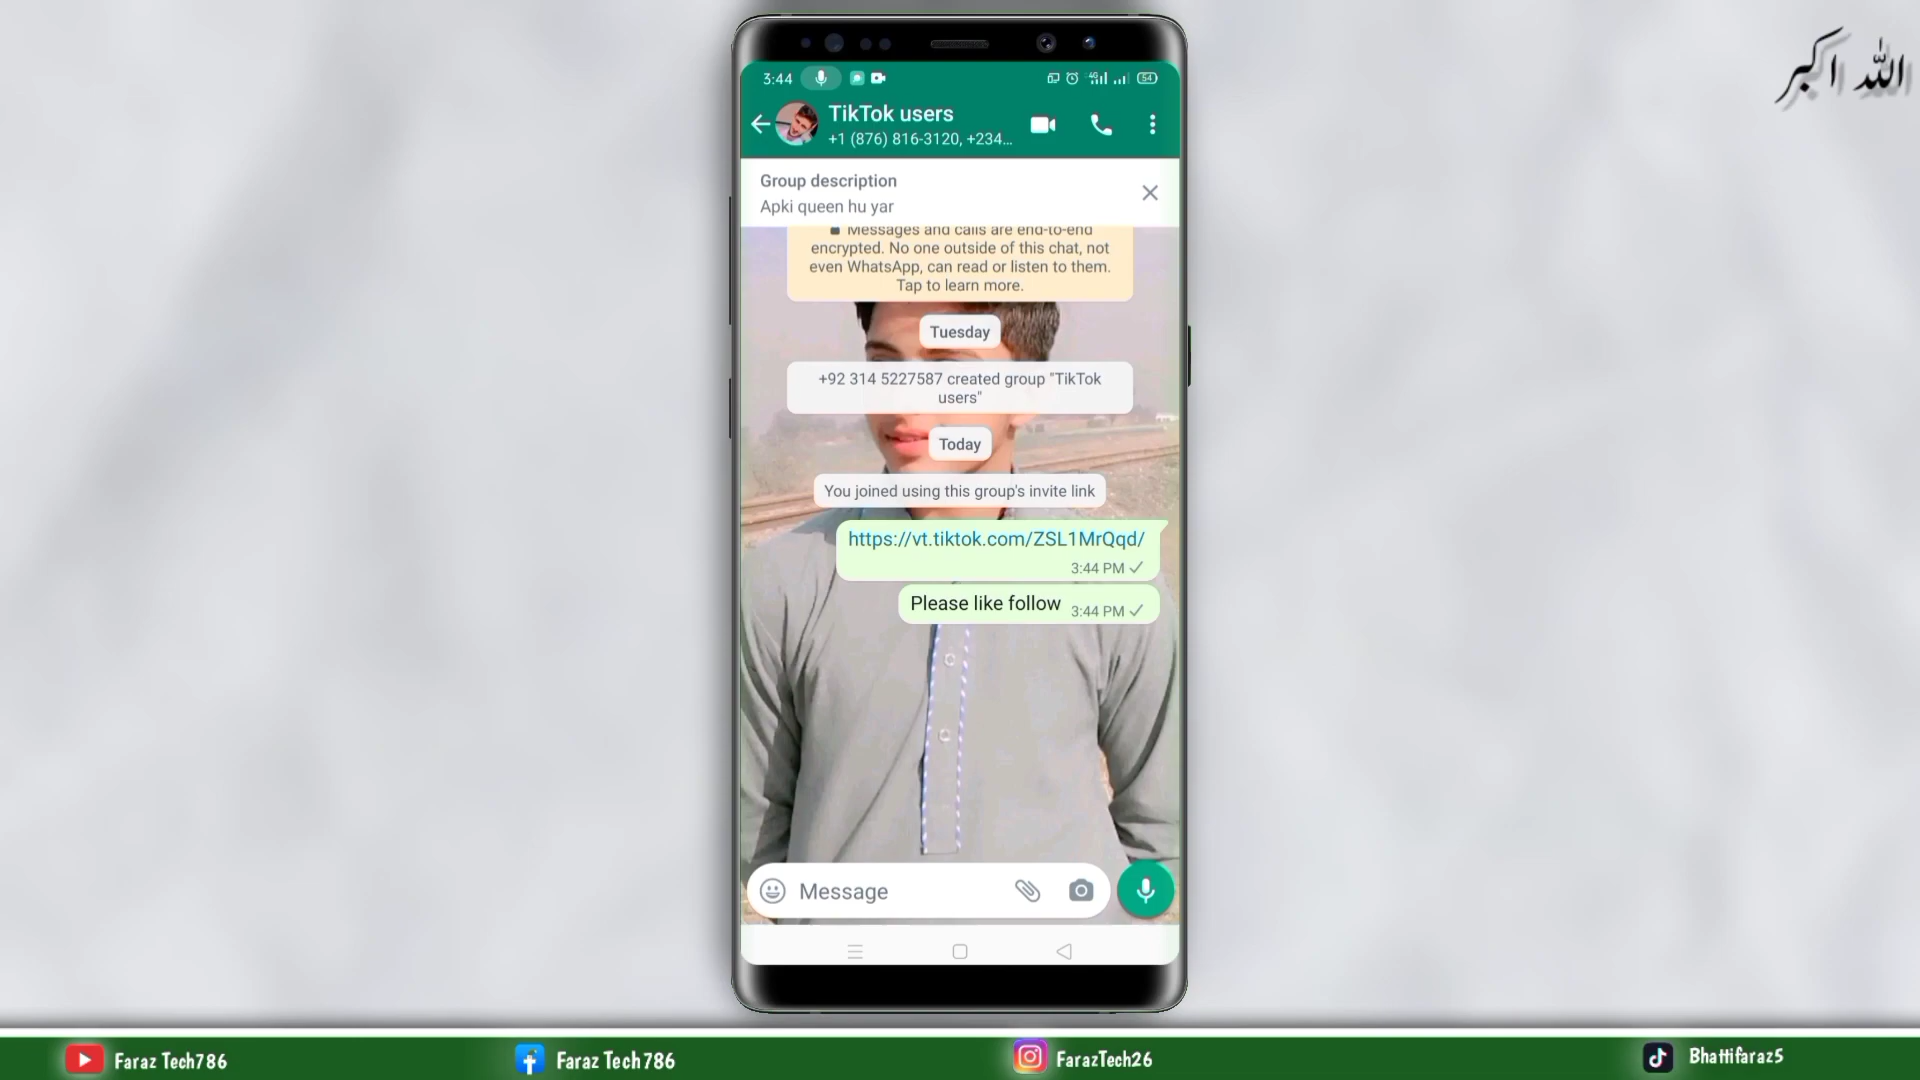 الله اكبر
3:44
4G
54
TikTok users
+1 (876) 816-3120, +234...
Group description
Apki queen hu yar
Messages and calls are end-to-end
encrypted. No one outside of this chat, not
even WhatsApp, can read or listen to them.
Tap to learn more.
Tuesday
+92 314 5227587 created group "TikTok
users"
Today
You joined using this group's invite link
https://vt.tiktok.com/ZSL1MrQqd/
3:44 PM
Please like follow 3:44 PM
Message
Faraz Tech786
Faraz Tech786
FarazTech26
Bhattifaraz5